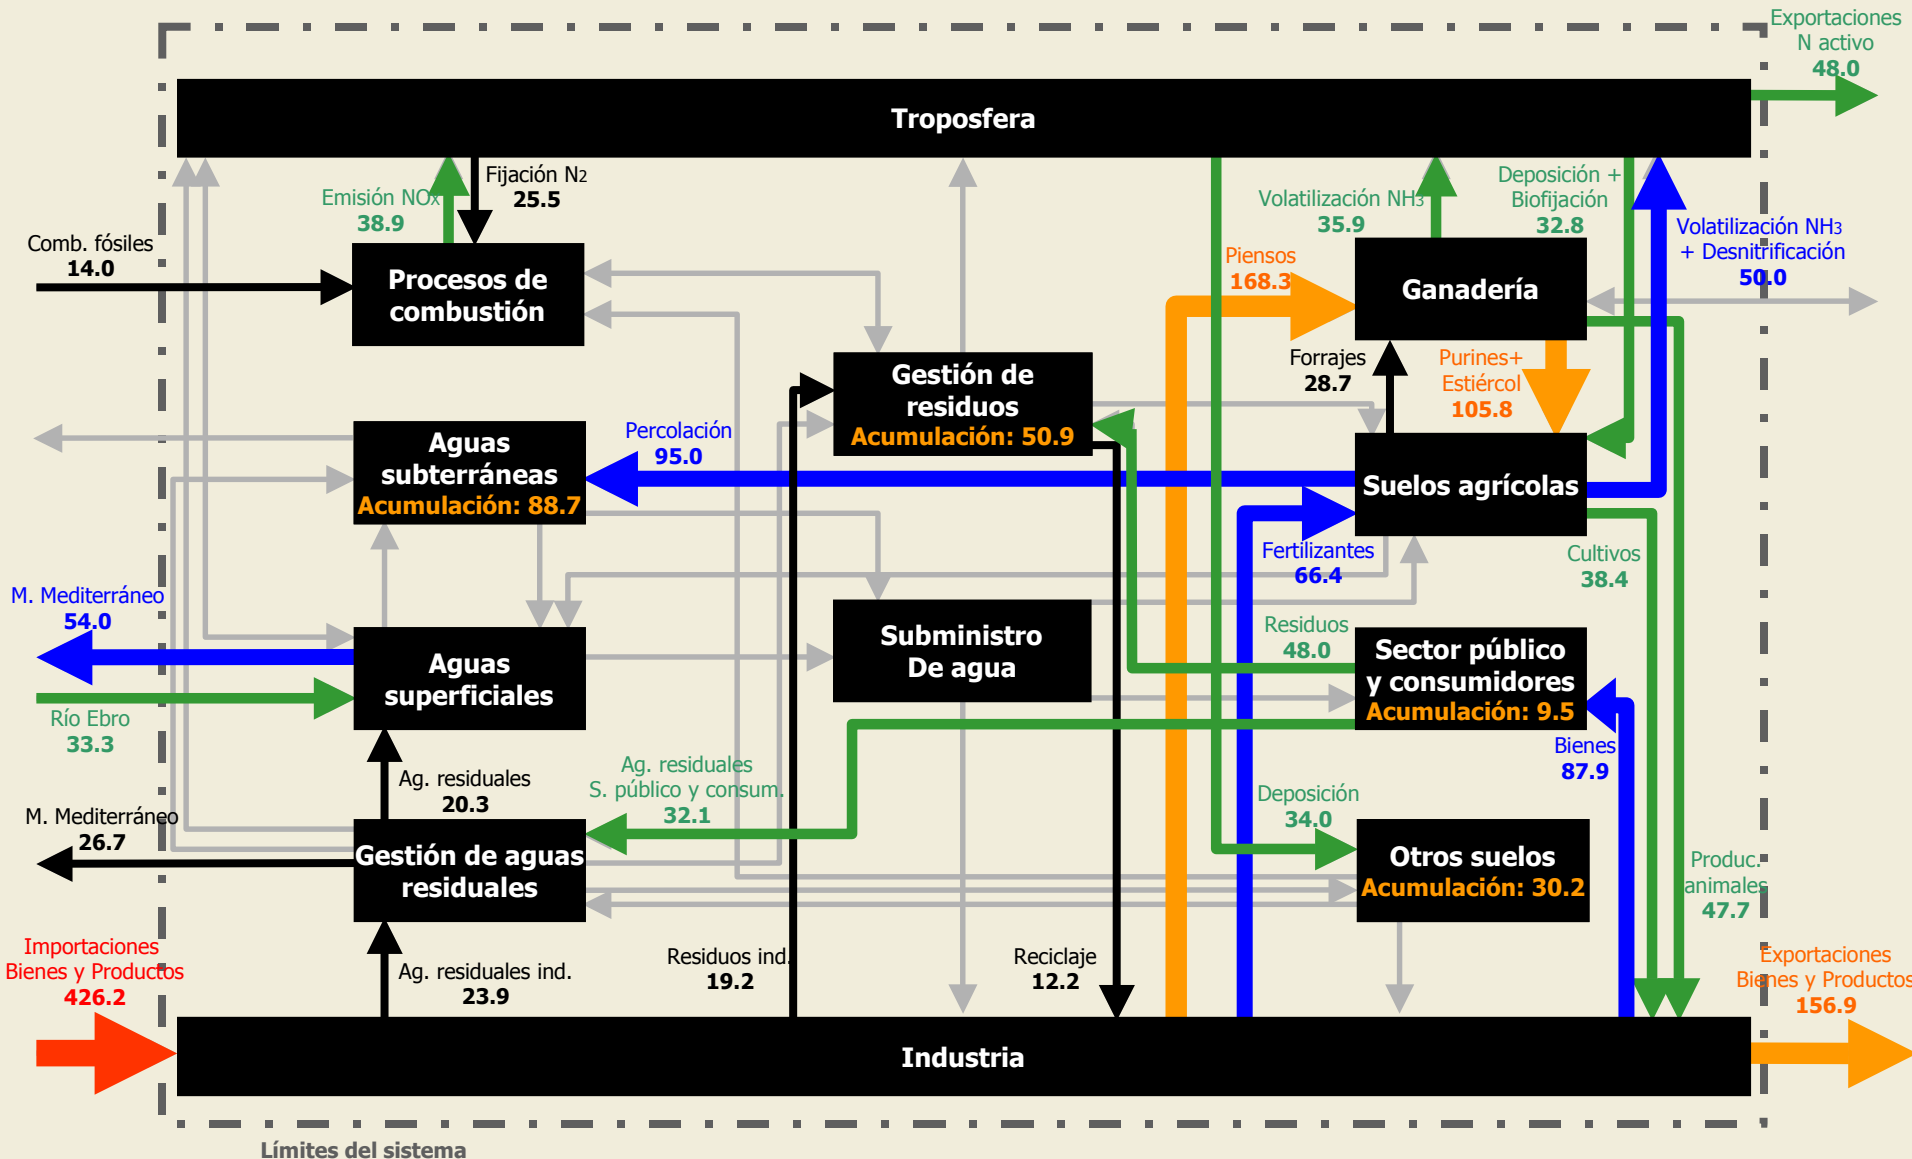 Exportaciones
N activo
48.0
Troposfera
Emisión NOx
38.9
Fijación N2
25.5
Volatilización NH3
35.9
Deposición +
Biofijación
32.8
Volatilización NH3
+ Desnitrificación
50.0
Comb. fósiles
14.0
Procesos de
combustión
Piensos
168.3
Ganadería
Gestión de
residuos
Acumulación: 50.9
Forrajes
28.7
Purines+
Estiércol
105.8
Aguas
subterráneas
Acumulación: 88.7
Percolación
95.0
Suelos agrícolas
Fertilizantes
66.4
Cultivos
38.4
M. Mediterráneo
54.0
Aguas
superficiales
Subministro
De agua
Residuos
48.0
Sector público
y consumidores
Acumulación: 9.5
Río Ebro
33.3
Bienes
87.9
Ag. residuales
20.3
Ag. residuales
S. público y consum.
32.1
Deposición
34.0
M. Mediterráneo
26.7
Gestión de aguas
residuales
Otros suelos
Acumulación: 30.2
Produc.
animales
47.7
Importaciones
Bienes y Productos
426.2
Ag. residuales ind.
23.9
Residuos ind.
19.2
Reciclaje
12.2
Exportaciones
Bienes y Productos
156.9
Industria
Límites del sistema